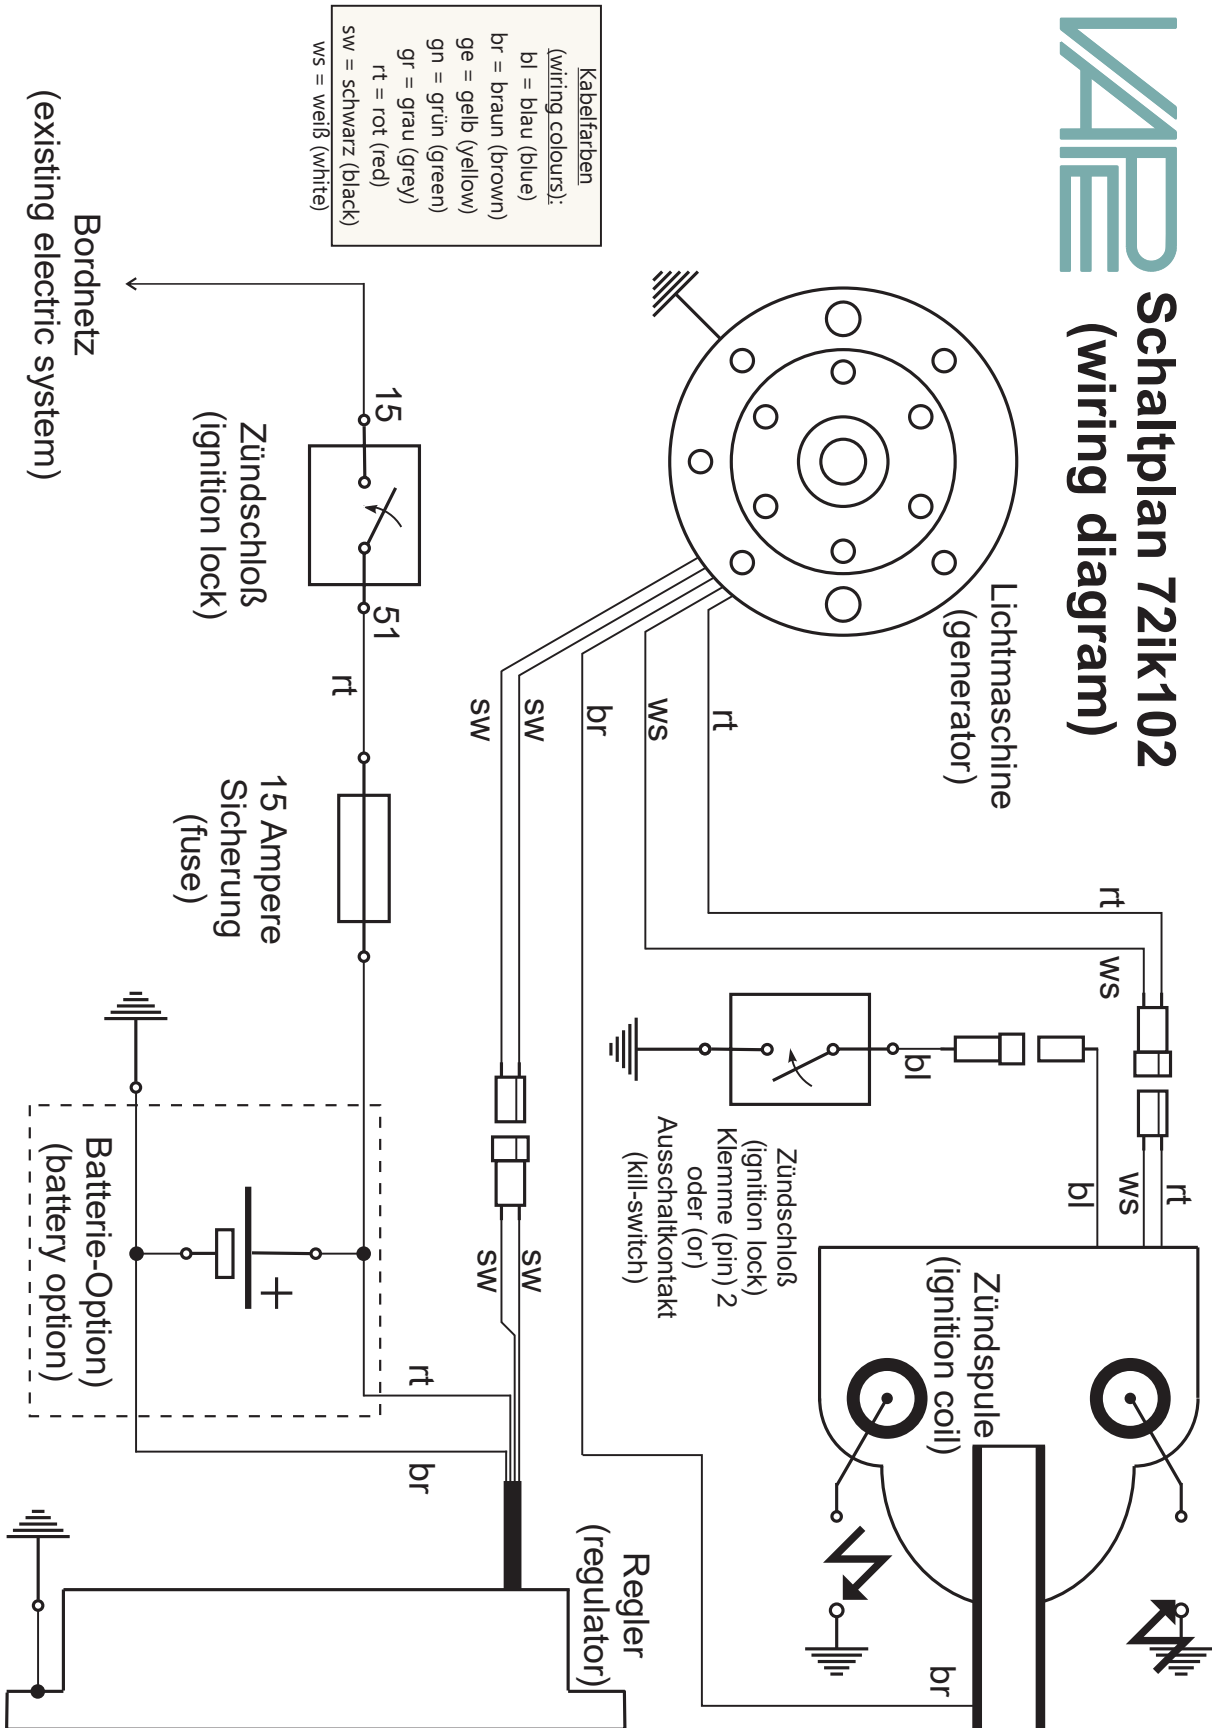 VAPE
Schaltplan 72ik102
(wiring diagram)
Kabelfarben
(wiring colours):
bl = blau (blue)
br = braun (brown)
ge = gelb (yellow)
gn = grün (green)
gr = grau (grey)
rt = rot (red)
sw = schwarz (black)
ws = weiß (white)
Lichtmaschine
(generator)
rt
ws
br
sw
sw
rt
ws
rt
ws
bl
bl
Zündschloß
(ignition lock)
Klemme (pin) 2
oder (or)
Ausschaltkontakt
(kill-switch)
Zündspule
(ignition coil)
br
Bordnetz
(existing electric system)
15
51
Zündschloß
(ignition lock)
rt
15 Ampere
Sicherung
(fuse)
sw
sw
Batterie-Option)
(battery option)
+
rt
br
Regler
(regulator)